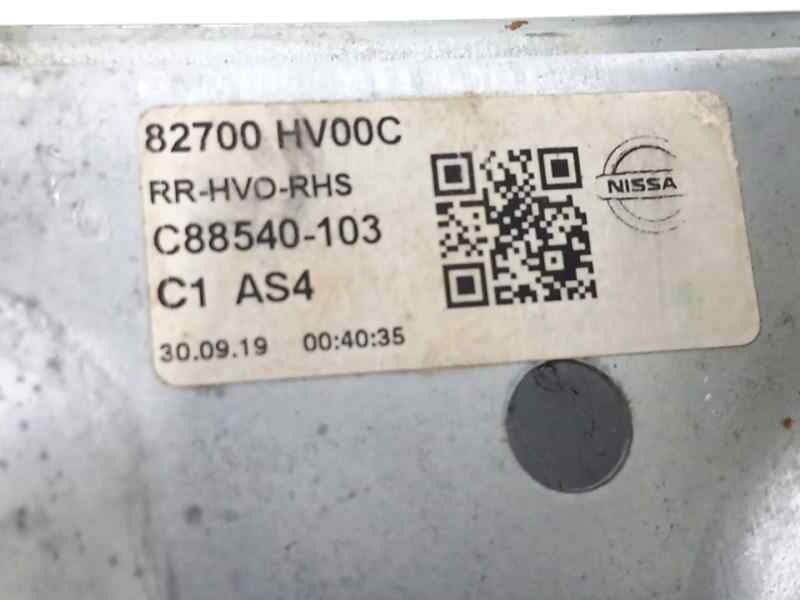 82700 HV00C
RR-HVO-RHS
C88540-103
C1 AS4
30.09.19 00:40:35
NISSA